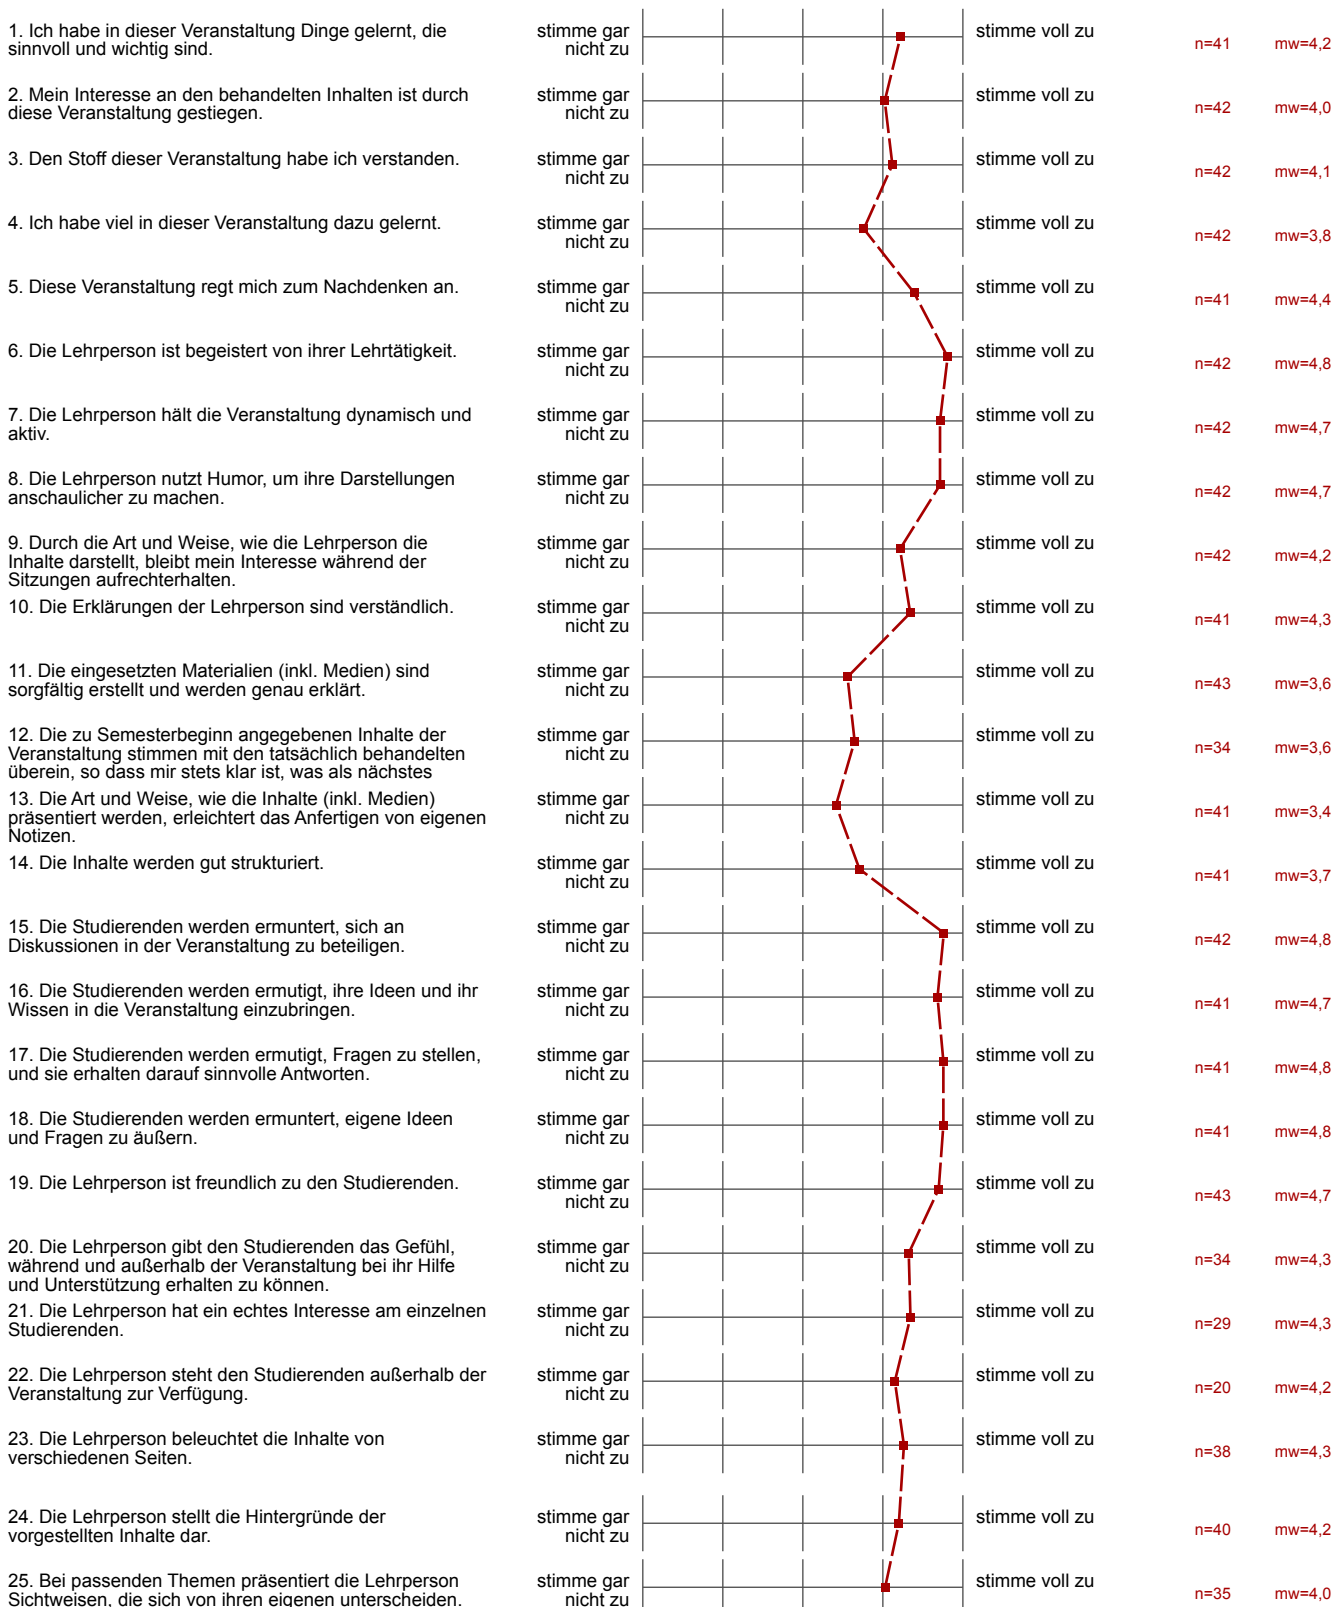 1. Ich habe in dieser Veranstaltung Dinge gelernt, die
sinnvoll und wichtig sind.
stimme gar
nicht zu
stimme voll zu
n=41
mw=4,2
2. Mein Interesse an den behandelten Inhalten ist durch
diese Veranstaltung gestiegen.
stimme gar
nicht zu
stimme voll zu
n=42
mw=4,0
3. Den Stoff dieser Veranstaltung habe ich verstanden.
stimme gar
nicht zu
stimme voll zu
n=42
mw=4,1
4. Ich habe viel in dieser Veranstaltung dazu gelernt.
stimme gar
nicht zu
stimme voll zu
n=42
mw=3,8
5. Diese Veranstaltung regt mich zum Nachdenken an.
stimme gar
nicht zu
stimme voll zu
n=41
mw=4,4
6. Die Lehrperson ist begeistert von ihrer Lehrtätigkeit.
stimme gar
nicht zu
stimme voll zu
n=42
mw=4,8
7. Die Lehrperson hält die Veranstaltung dynamisch und
aktiv.
stimme gar
nicht zu
stimme voll zu
n=42
mw=4,7
8. Die Lehrperson nutzt Humor, um ihre Darstellungen
anschaulicher zu machen.
stimme gar
nicht zu
stimme voll zu
n=42
mw=4,7
9. Durch die Art und Weise, wie die Lehrperson die
Inhalte darstellt, bleibt mein Interesse während der
Sitzungen aufrechterhalten.
stimme gar
nicht zu
stimme voll zu
n=42
mw=4,2
10. Die Erklärungen der Lehrperson sind verständlich.
stimme gar
nicht zu
stimme voll zu
n=41
mw=4,3
11. Die eingesetzten Materialien (inkl. Medien) sind
sorgfältig erstellt und werden genau erklärt.
stimme gar
nicht zu
stimme voll zu
n=43
mw=3,6
12. Die zu Semesterbeginn angegebenen Inhalte der
Veranstaltung stimmen mit den tatsächlich behandelten
überein, so dass mir stets klar ist, was als nächstes
stimme gar
nicht zu
stimme voll zu
n=34
mw=3,6
13. Die Art und Weise, wie die Inhalte (inkl. Medien)
präsentiert werden, erleichtert das Anfertigen von eigenen
Notizen.
stimme gar
nicht zu
stimme voll zu
n=41
mw=3,4
14. Die Inhalte werden gut strukturiert.
stimme gar
nicht zu
stimme voll zu
n=41
mw=3,7
15. Die Studierenden werden ermuntert, sich an
Diskussionen in der Veranstaltung zu beteiligen.
stimme gar
nicht zu
stimme voll zu
n=42
mw=4,8
16. Die Studierenden werden ermutigt, ihre Ideen und ihr
Wissen in die Veranstaltung einzubringen.
stimme gar
nicht zu
stimme voll zu
n=41
mw=4,7
17. Die Studierenden werden ermutigt, Fragen zu stellen,
und sie erhalten darauf sinnvolle Antworten.
stimme gar
nicht zu
stimme voll zu
n=41
mw=4,8
18. Die Studierenden werden ermuntert, eigene Ideen
und Fragen zu äußern.
stimme gar
nicht zu
stimme voll zu
n=41
mw=4,8
19. Die Lehrperson ist freundlich zu den Studierenden.
stimme gar
nicht zu
stimme voll zu
n=43
mw=4,7
20. Die Lehrperson gibt den Studierenden das Gefühl,
während und außerhalb der Veranstaltung bei ihr Hilfe
und Unterstützung erhalten zu können.
stimme gar
nicht zu
stimme voll zu
n=34
mw=4,3
21. Die Lehrperson hat ein echtes Interesse am einzelnen
Studierenden.
stimme gar
nicht zu
stimme voll zu
n=29
mw=4,3
22. Die Lehrperson steht den Studierenden außerhalb der
Veranstaltung zur Verfügung.
stimme gar
nicht zu
stimme voll zu
n=20
mw=4,2
23. Die Lehrperson beleuchtet die Inhalte von
verschiedenen Seiten.
stimme gar
nicht zu
stimme voll zu
n=38
mw=4,3
24. Die Lehrperson stellt die Hintergründe der
vorgestellten Inhalte dar.
stimme gar
nicht zu
stimme voll zu
n=40
mw=4,2
25. Bei passenden Themen präsentiert die Lehrperson
Sichtweisen, die sich von ihren eigenen unterscheiden.
stimme gar
nicht zu
stimme voll zu
n=35
mw=4,0